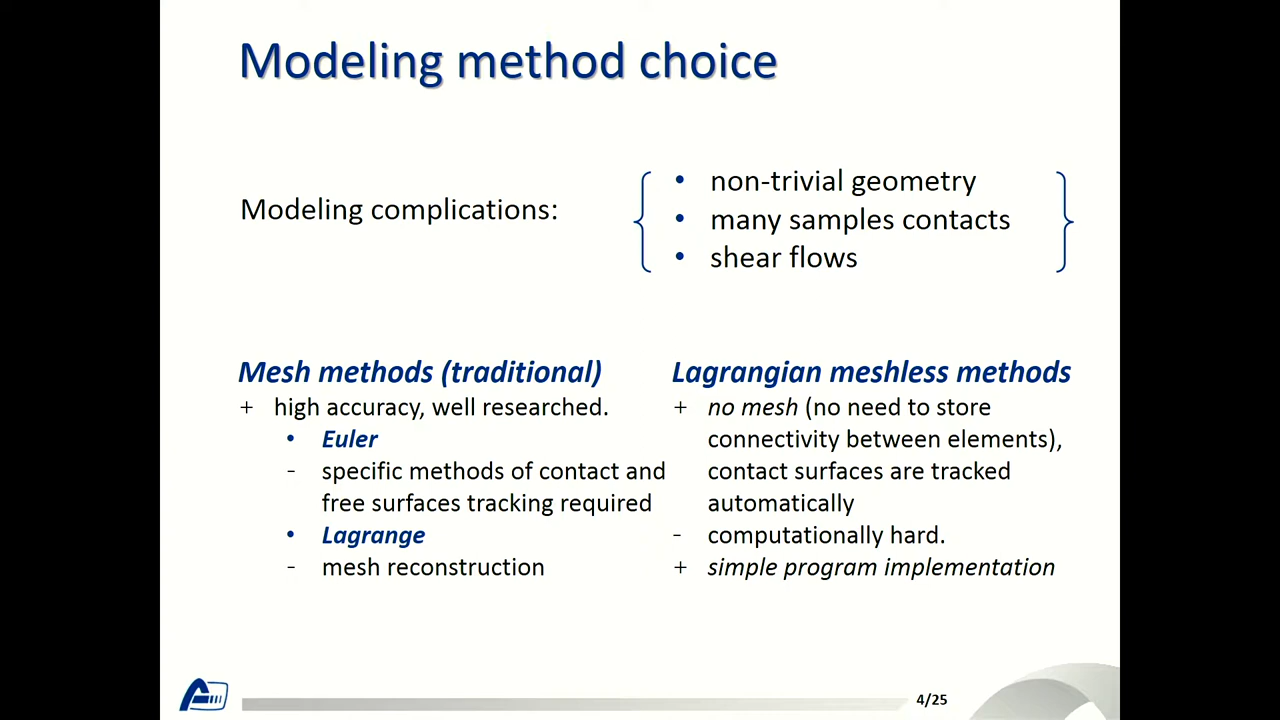 Modeling method choice
Modeling complications:
• non-trivial geometry
• many samples contacts
• shear flows
Mesh methods (traditional)
+ high accuracy, well researched.
• Euler
- specific methods of contact and
free surfaces tracking required
• Lagrange
- mesh reconstruction
Lagrangian meshless methods
+ no mesh (no need to store
connectivity between elements),
contact surfaces are tracked
automatically
- computationally hard.
+ simple program implementation
4/25